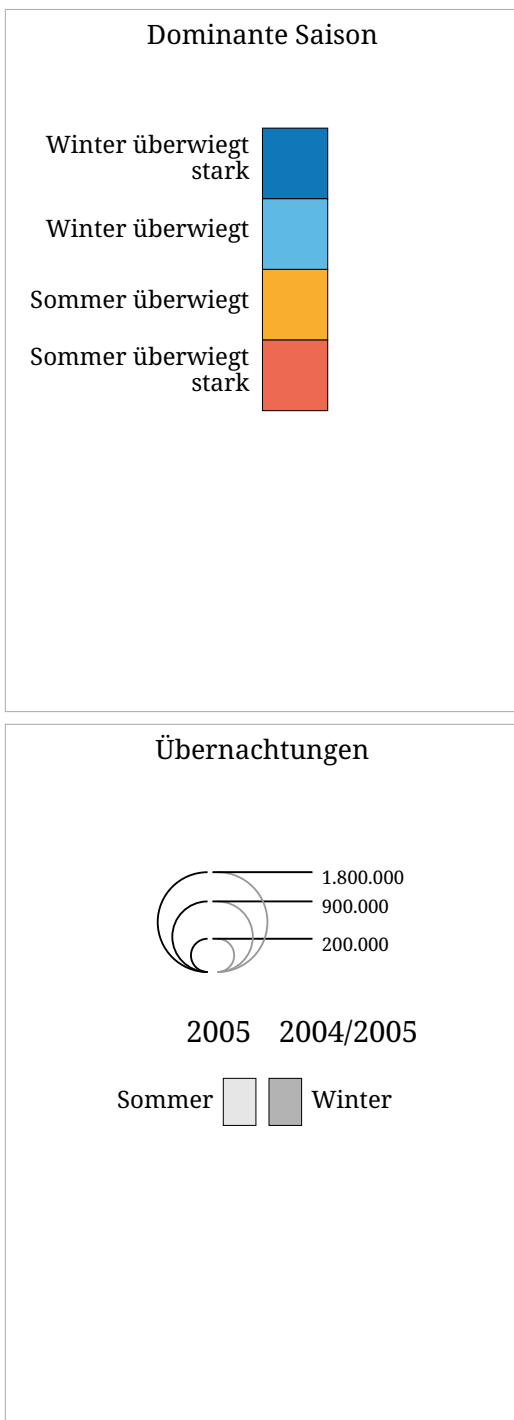 Dominante Saison
Winter überwiegt
stark
Winter überwiegt
Sommer überwiegt
Sommer überwiegt
stark
Übernachtungen
1.800.000
900.000
200.000
2005 2004/2005
Sommer Winter